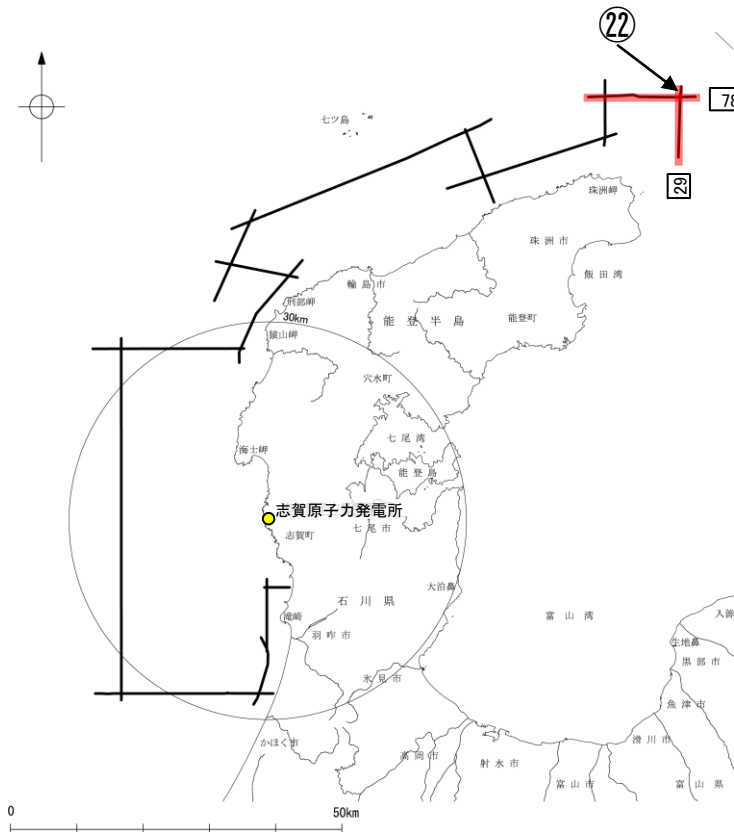 ㉒
78
29
七ツ島
珠洲岬
珠洲市
飯田湾
輪島市
刑部岬
30km
能登半島
能登町
猿山岬
穴水町
七尾湾
海士岬
能登島
志賀原子力発電所
志賀町
七尾市
大泊鼻
石川県
滝崎
富山湾
入善
羽咋市
生地鼻
黒部市
氷見市
魚津市
かほく市
高岡市
射水市
滑川市
富山市
富山県
0
50km